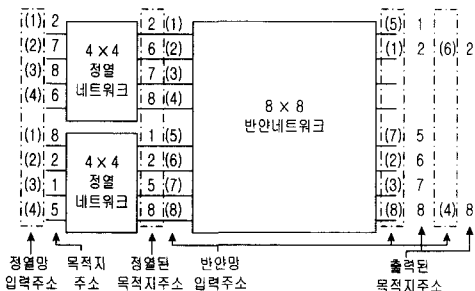 (1) 2 2 (1) (5) 1
(2) 7 4 × 4 6 (2) (1) 2 (6) 2
(3) 8 정열 7 (3)
(4) 6 네트워크 8 (4) 8 × 8
반얀네트워크
(1) 8 1 (5) (7) 5
(2) 2 4 × 4 2 (6) (2) 6
(3) 1 정열 5 (7) (3) 7
(4) 5 네트워크 8 (8) (8) 8 (4) 8
정열망 목적지 정열된 반얀망 출력된
입력주소 주소 목적지주소 입력주소 목적지주소